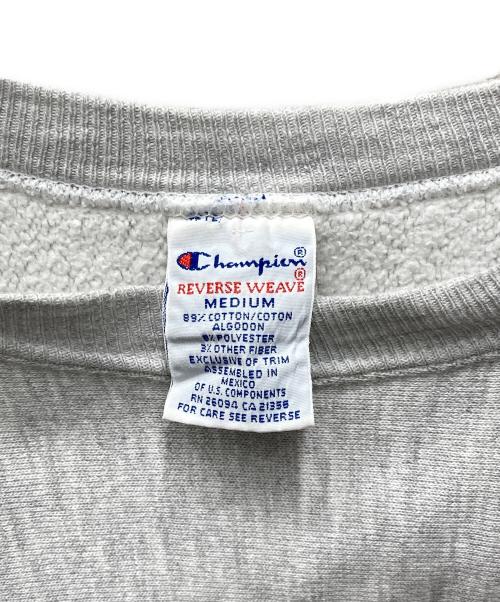 Champion®
REVERSE WEAVE®
MEDIUM
89% COTTON/COTON
ALGODON
8% POLYESTER
3% OTHER FIBER
EXCLUSIVE OF TRIM
ASSEMBLED IN
MEXICO
OF U.S. COMPONENTS
RN 26094 CA 21355
FOR CARE SEE REVERSE